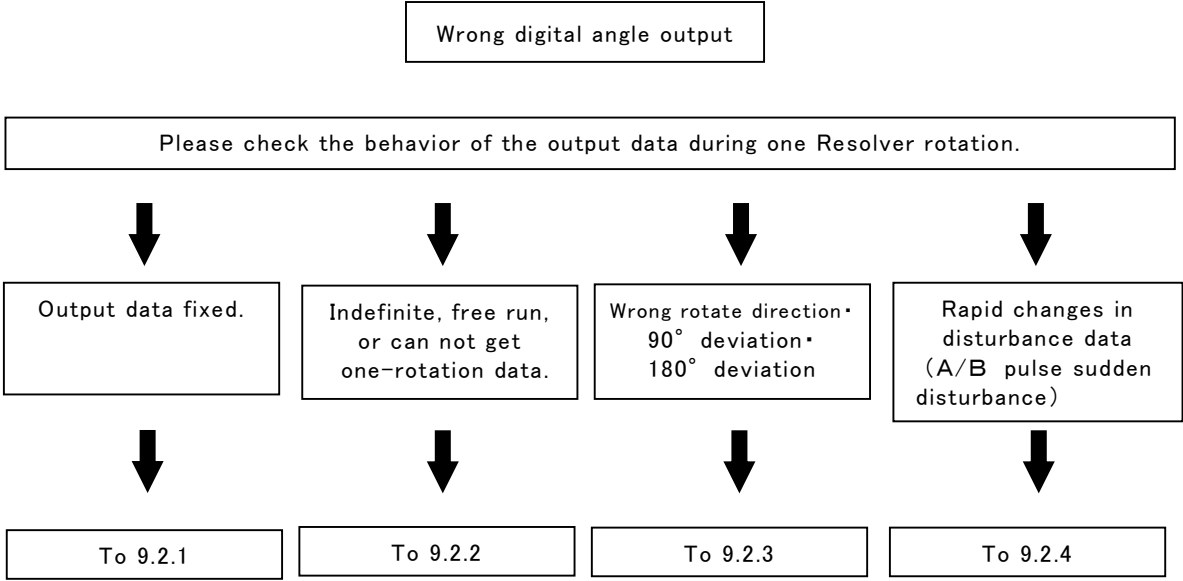 Wrong digital angle output
Please check the behavior of the output data during one Resolver rotation.
Output data fixed.
Indefinite, free run,
or can not get
one-rotation data.
Wrong rotate direction・
90° deviation・
180° deviation
Rapid changes in
disturbance data
（A/B pulse sudden
disturbance）
To 9.2.1
To 9.2.2
To 9.2.3
To 9.2.4